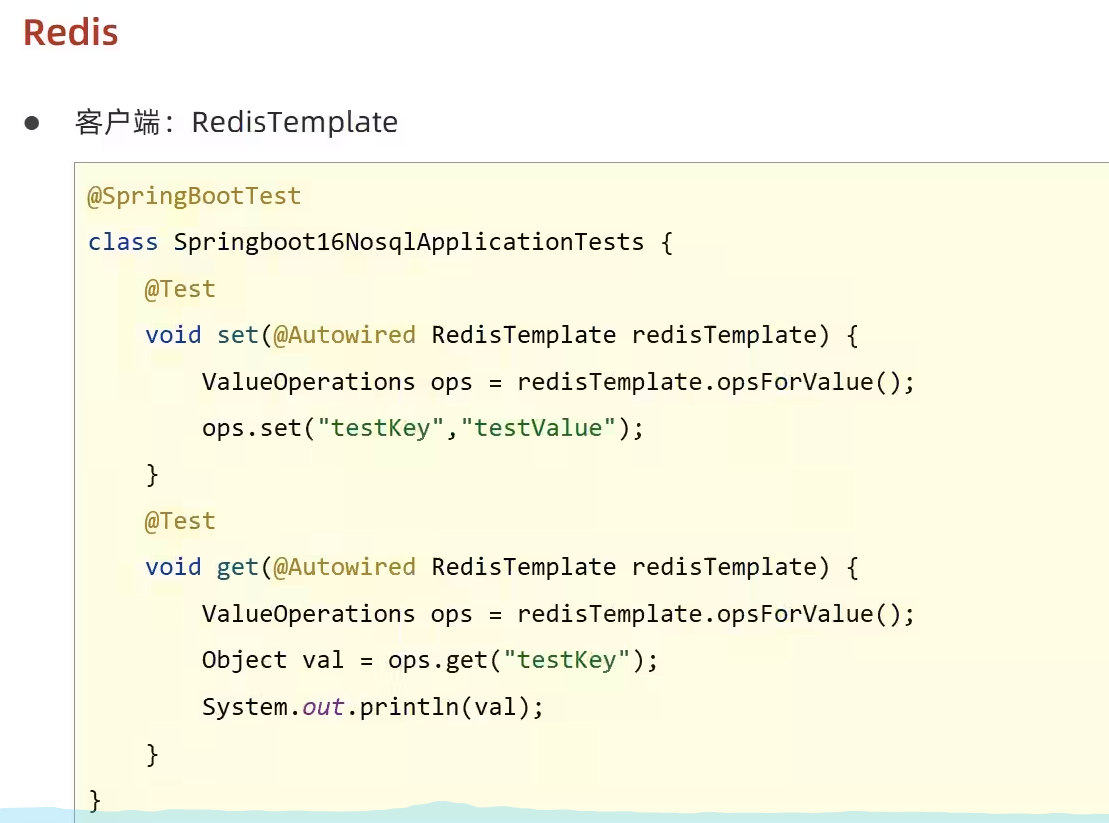 Redis
● 客户端：RedisTemplate
@SpringBootTest
class Springboot16NosqlApplicationTests {
    @Test
    void set(@Autowired RedisTemplate redisTemplate) {
        ValueOperations ops = redisTemplate.opsForValue();
        ops.set("testKey","testValue");
    }
    @Test
    void get(@Autowired RedisTemplate redisTemplate) {
        ValueOperations ops = redisTemplate.opsForValue();
        Object val = ops.get("testKey");
        System.out.println(val);
    }
}